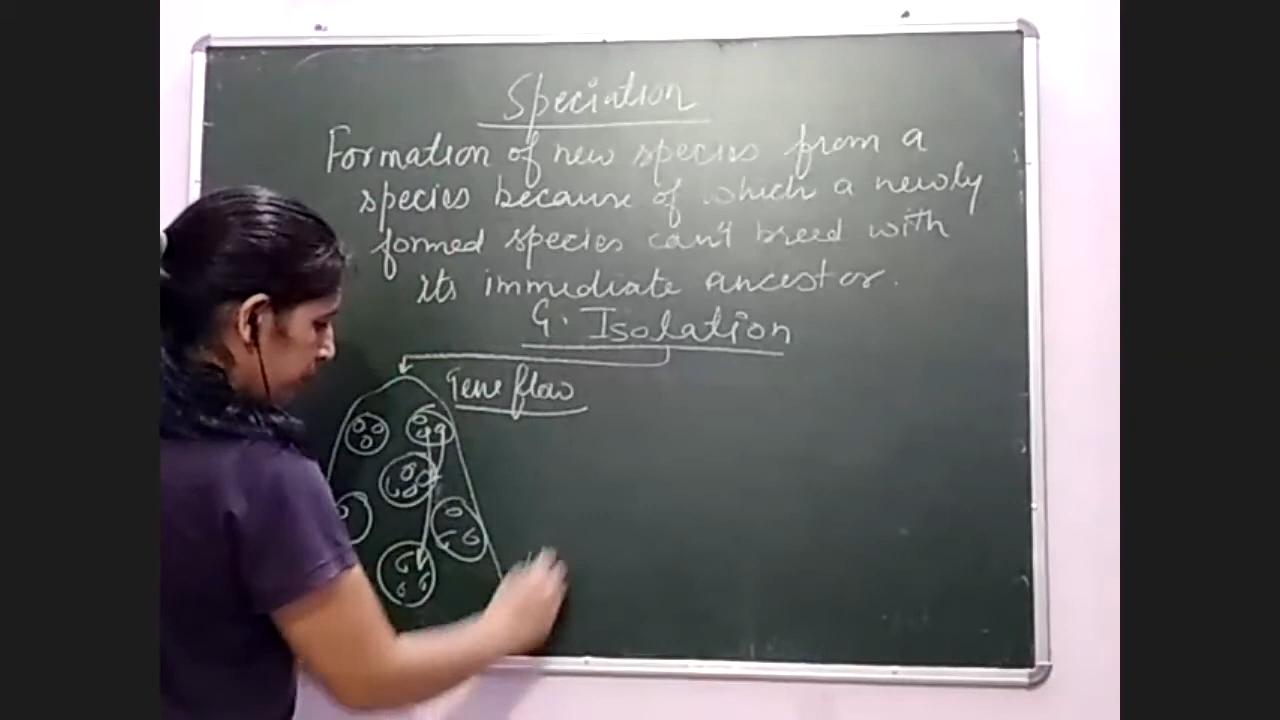 Speciation
Formation of new species from a
species because of which a newly
formed species can't breed with
its immediate ancestor.
G. Isolation
Gene flow